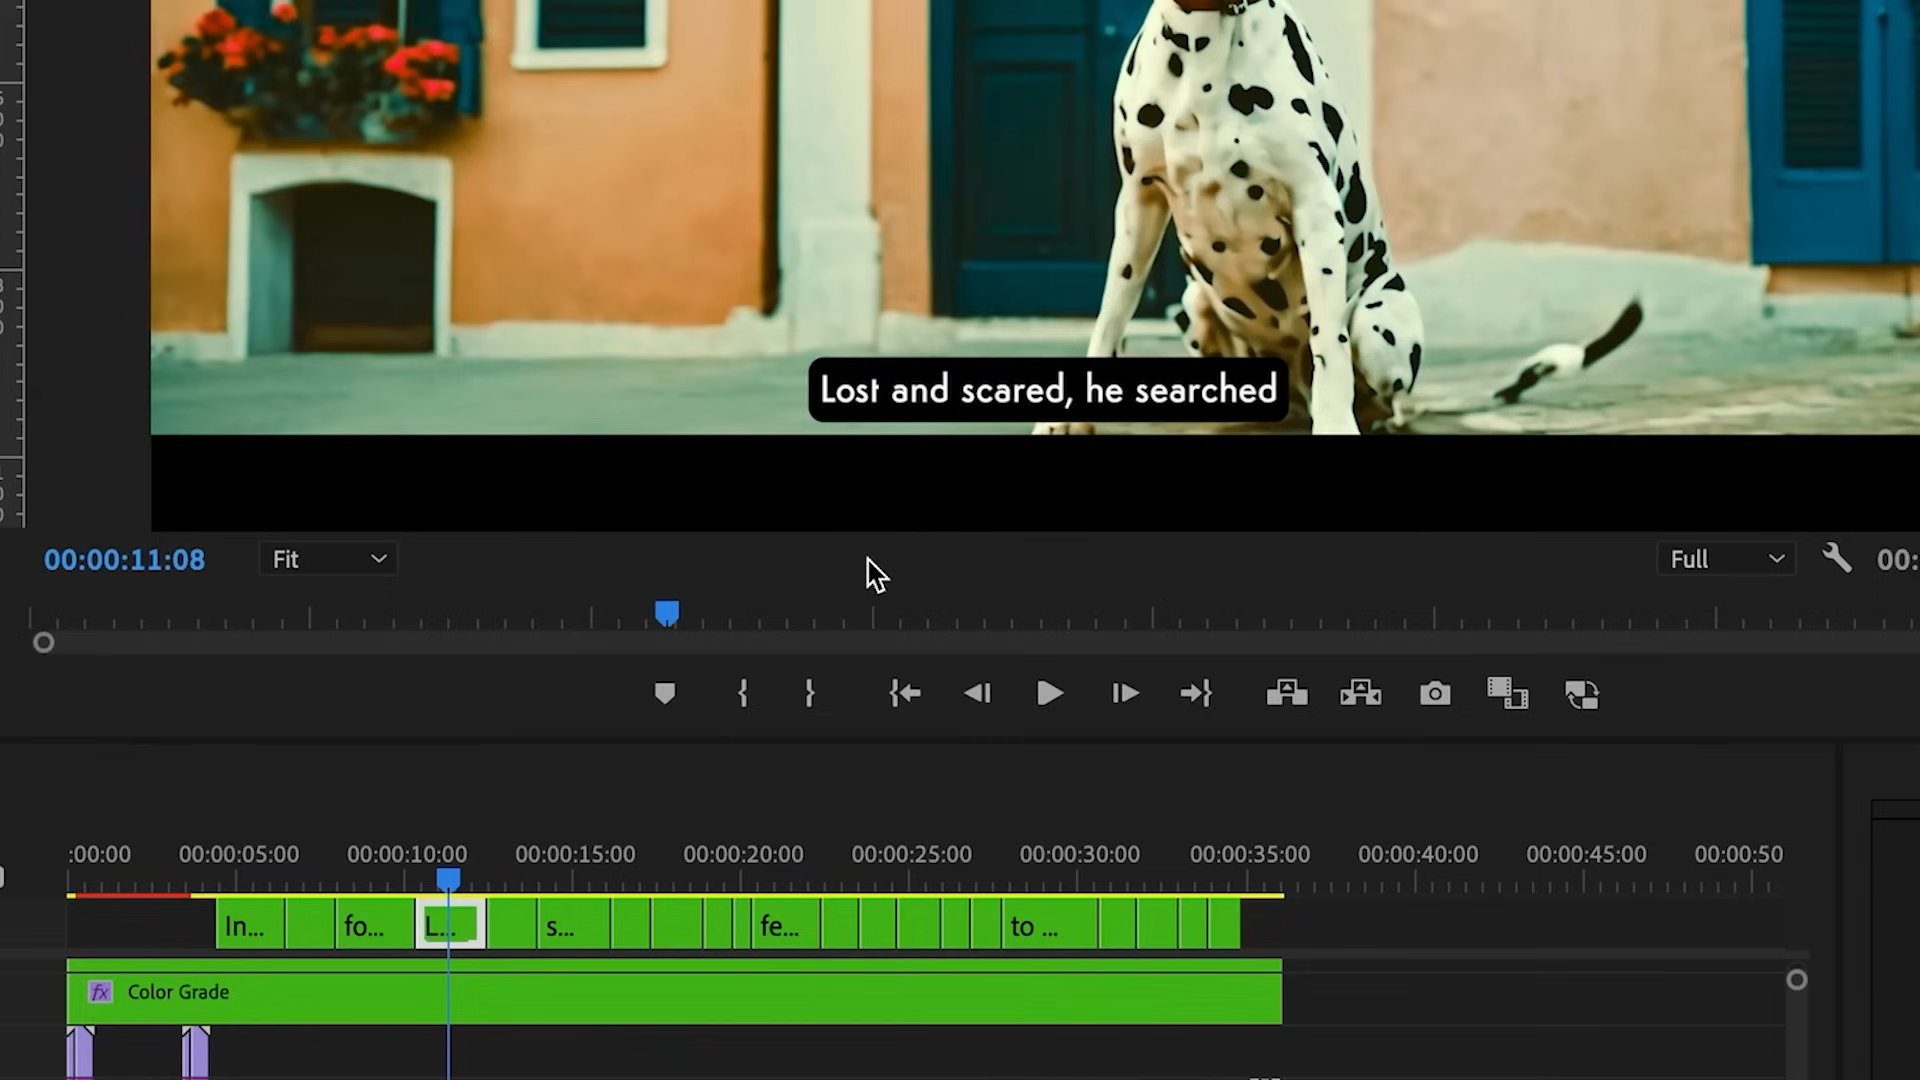 Lost and scared, he searched
00:00:11:08
Fit
Full
00:
:00:00
00:00:05:00
00:00:10:00
00:00:15:00
00:00:20:00
00:00:25:00
00:00:30:00
00:00:35:00
00:00:40:00
00:00:45:00
00:00:50
In...
fo...
L...
s...
fe...
to ...
fx
Color Grade